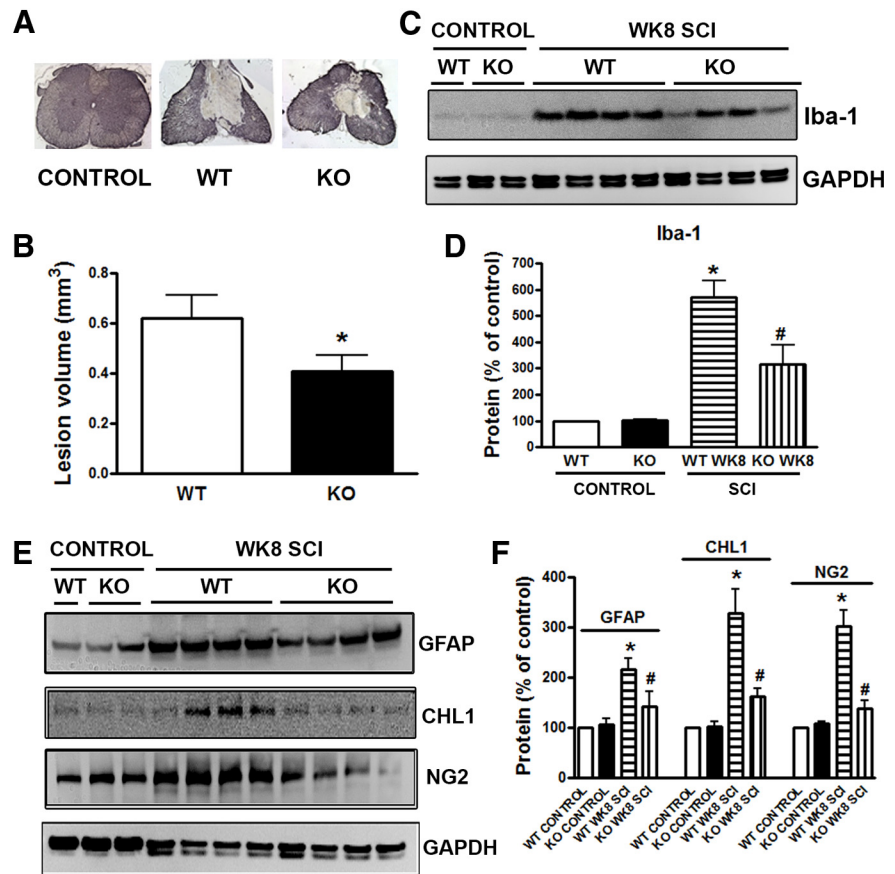 A
CONTROL WT KO
B
Lesion volume (mm³)
0.8
0.6
0.4
0.2
0.0
*
WT KO
C
CONTROL WK8 SCI
WT KO WT KO
Iba-1
GAPDH
D
Iba-1
Protein (% of control)
700
600
500
400
300
200
100
0
* #
WT KO WT WK8 KO WK8
CONTROL SCI
E
CONTROL WK8 SCI
WT KO WT KO
GFAP
CHL1
NG2
GAPDH
F
Protein (% of control)
400
300
200
100
0
GFAP CHL1 NG2
* # * # * #
WT CONTROL
KO CONTROL
WT WK8 SCI
KO WK8 SCI
WT CONTROL
KO CONTROL
WT WK8 SCI
KO WK8 SCI
WT CONTROL
KO CONTROL
WT WK8 SCI
KO WK8 SCI